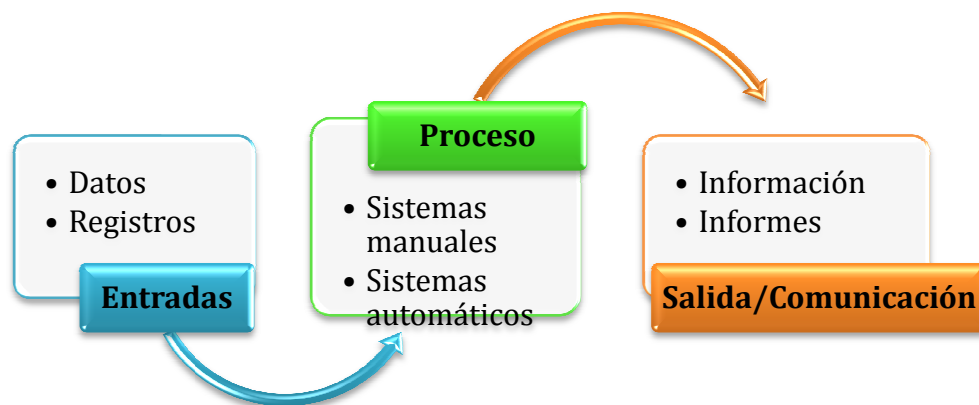 • Datos
• Registros
Entradas
Proceso
• Sistemas
manuales
• Sistemas
automáticos
• Información
• Informes
Salida/Comunicación